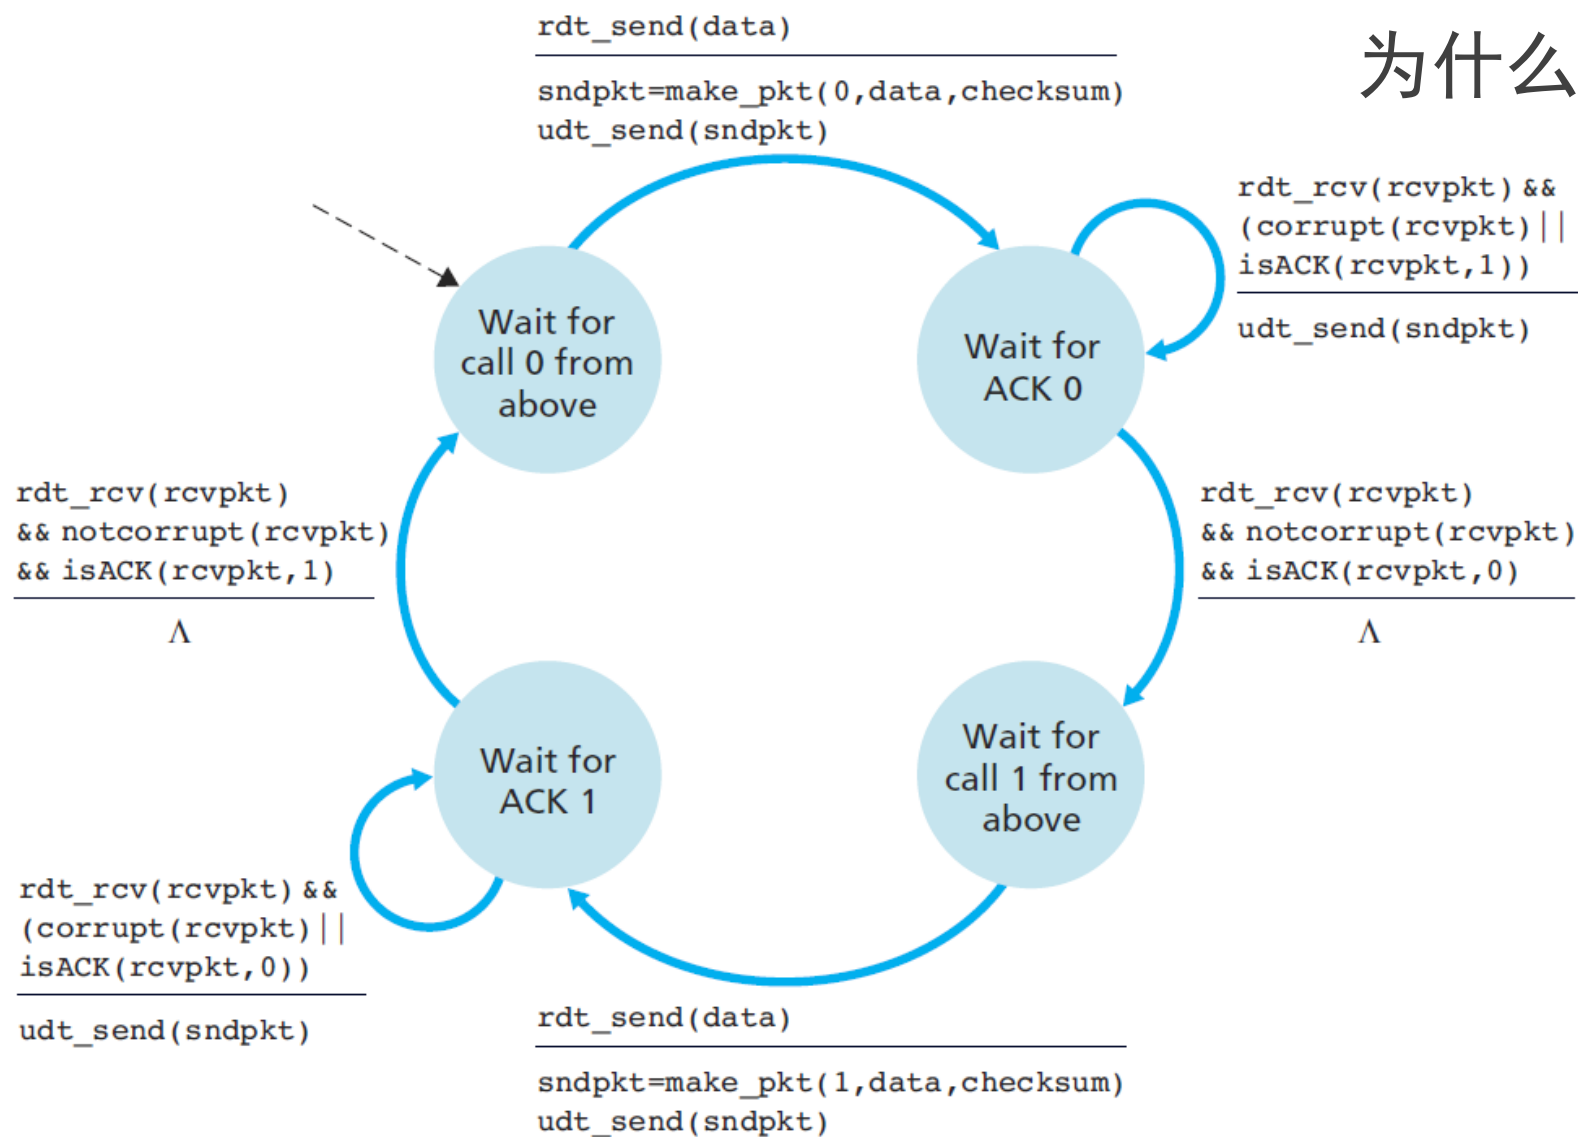 rdt_send(data)
sndpkt=make_pkt(0,data,checksum)
udt_send(sndpkt)
为什么
rdt_rcv(rcvpkt) &&
(corrupt(rcvpkt)||
isACK(rcvpkt,1))
udt_send(sndpkt)
Wait for
call 0 from
above
Wait for
ACK 0
rdt_rcv(rcvpkt)
&& notcorrupt(rcvpkt)
&& isACK(rcvpkt,1)
Λ
rdt_rcv(rcvpkt)
&& notcorrupt(rcvpkt)
&& isACK(rcvpkt,0)
Λ
Wait for
ACK 1
Wait for
call 1 from
above
rdt_rcv(rcvpkt) &&
(corrupt(rcvpkt)||
isACK(rcvpkt,0))
udt_send(sndpkt)
rdt_send(data)
sndpkt=make_pkt(1,data,checksum)
udt_send(sndpkt)